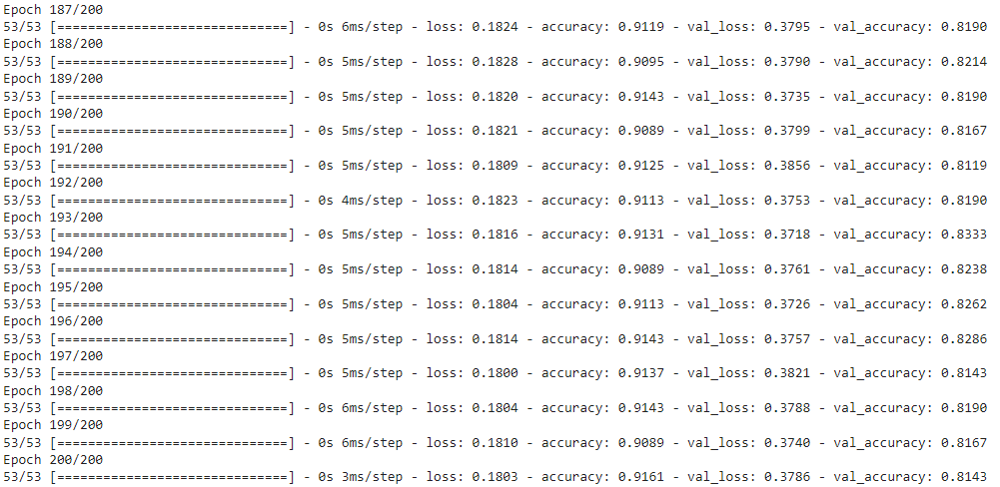 Epoch 187/200
53/53 [==============================] - 0s 6ms/step - loss: 0.1824 - accuracy: 0.9119 - val_loss: 0.3795 - val_accuracy: 0.8190
Epoch 188/200
53/53 [==============================] - 0s 5ms/step - loss: 0.1828 - accuracy: 0.9095 - val_loss: 0.3790 - val_accuracy: 0.8214
Epoch 189/200
53/53 [==============================] - 0s 5ms/step - loss: 0.1820 - accuracy: 0.9143 - val_loss: 0.3735 - val_accuracy: 0.8190
Epoch 190/200
53/53 [==============================] - 0s 5ms/step - loss: 0.1821 - accuracy: 0.9089 - val_loss: 0.3799 - val_accuracy: 0.8167
Epoch 191/200
53/53 [==============================] - 0s 5ms/step - loss: 0.1809 - accuracy: 0.9125 - val_loss: 0.3856 - val_accuracy: 0.8119
Epoch 192/200
53/53 [==============================] - 0s 4ms/step - loss: 0.1823 - accuracy: 0.9113 - val_loss: 0.3753 - val_accuracy: 0.8190
Epoch 193/200
53/53 [==============================] - 0s 5ms/step - loss: 0.1816 - accuracy: 0.9131 - val_loss: 0.3718 - val_accuracy: 0.8333
Epoch 194/200
53/53 [==============================] - 0s 5ms/step - loss: 0.1814 - accuracy: 0.9089 - val_loss: 0.3761 - val_accuracy: 0.8238
Epoch 195/200
53/53 [==============================] - 0s 5ms/step - loss: 0.1804 - accuracy: 0.9113 - val_loss: 0.3726 - val_accuracy: 0.8262
Epoch 196/200
53/53 [==============================] - 0s 5ms/step - loss: 0.1814 - accuracy: 0.9143 - val_loss: 0.3757 - val_accuracy: 0.8286
Epoch 197/200
53/53 [==============================] - 0s 5ms/step - loss: 0.1800 - accuracy: 0.9137 - val_loss: 0.3821 - val_accuracy: 0.8143
Epoch 198/200
53/53 [==============================] - 0s 6ms/step - loss: 0.1804 - accuracy: 0.9143 - val_loss: 0.3788 - val_accuracy: 0.8190
Epoch 199/200
53/53 [==============================] - 0s 6ms/step - loss: 0.1810 - accuracy: 0.9089 - val_loss: 0.3740 - val_accuracy: 0.8167
Epoch 200/200
53/53 [==============================] - 0s 3ms/step - loss: 0.1803 - accuracy: 0.9161 - val_loss: 0.3786 - val_accuracy: 0.8143